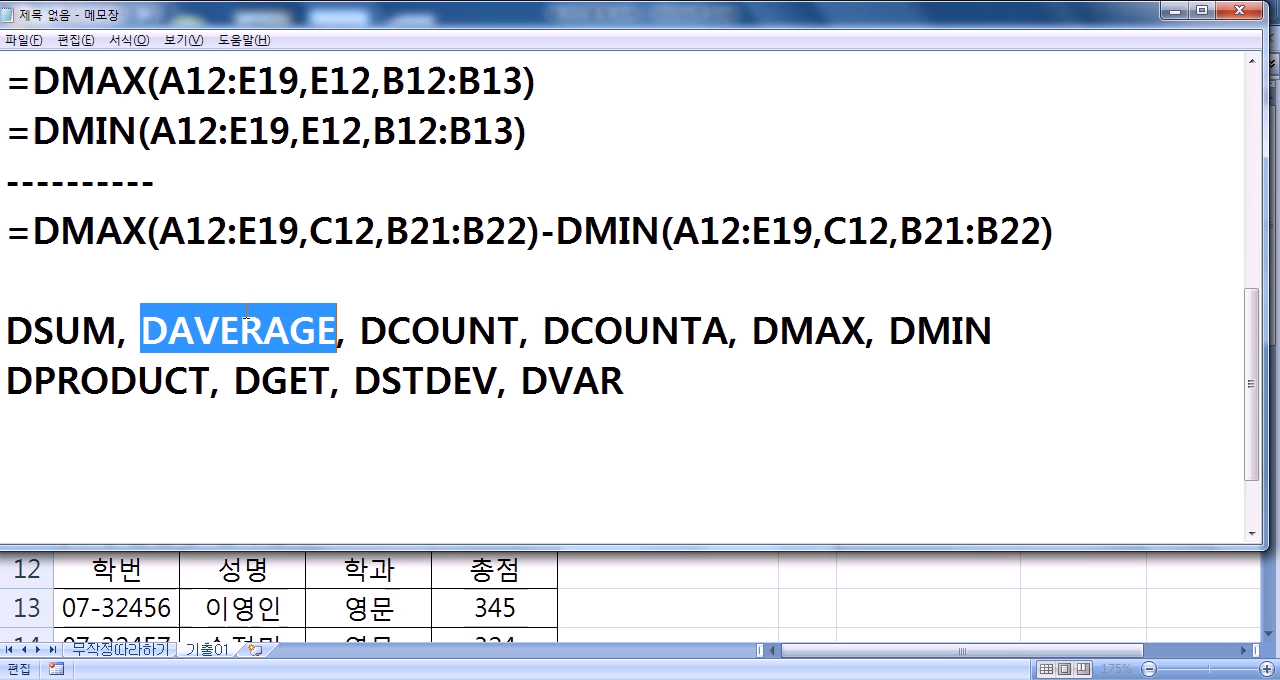 제목 없음 - 메모장
파일(F) 편집(E) 서식(O) 보기(V) 도움말(H)
=DMAX(A12:E19,E12,B12:B13)
=DMIN(A12:E19,E12,B12:B13)
----------
=DMAX(A12:E19,C12,B21:B22)-DMIN(A12:E19,C12,B21:B22)
DSUM, DAVERAGE, DCOUNT, DCOUNTA, DMAX, DMIN
DPRODUCT, DGET, DSTDEV, DVAR
12 학번 성명 학과 총점
13 07-32456 이영인 영문 345
무작정따라하기 기출01
편집 175%